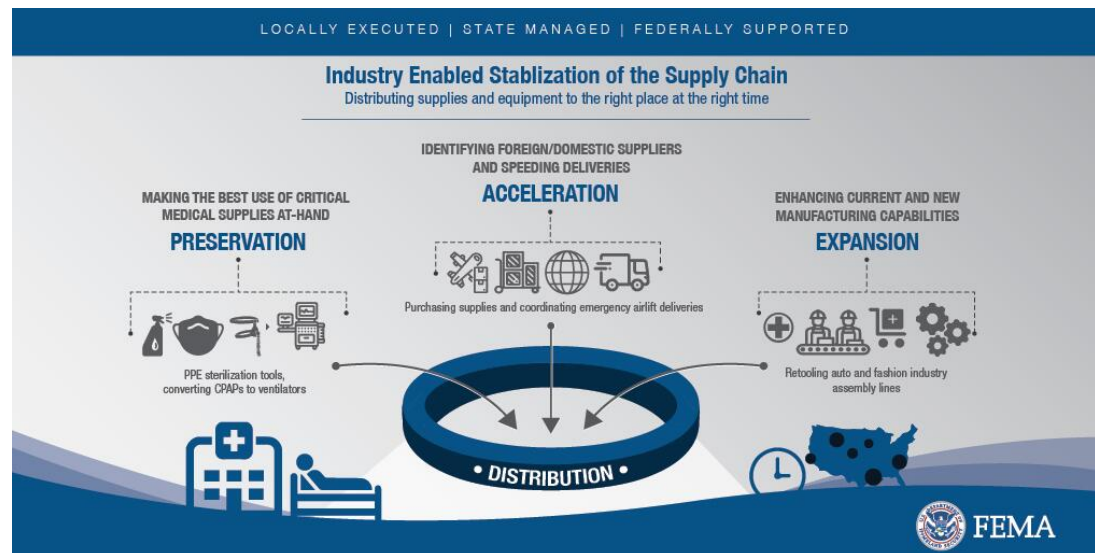 LOCALLY EXECUTED | STATE MANAGED | FEDERALLY SUPPORTED
Industry Enabled Stablization of the Supply Chain
Distributing supplies and equipment to the right place at the right time
MAKING THE BEST USE OF CRITICAL
MEDICAL SUPPLIES AT-HAND
PRESERVATION
PPE sterilization tools,
converting CPAPs to ventilators
IDENTIFYING FOREIGN/DOMESTIC SUPPLIERS
AND SPEEDING DELIVERIES
ACCELERATION
Purchasing supplies and coordinating emergency airlift deliveries
ENHANCING CURRENT AND NEW
MANUFACTURING CAPABILITIES
EXPANSION
Retooling auto and fashion industry
assembly lines
• DISTRIBUTION •
FEMA